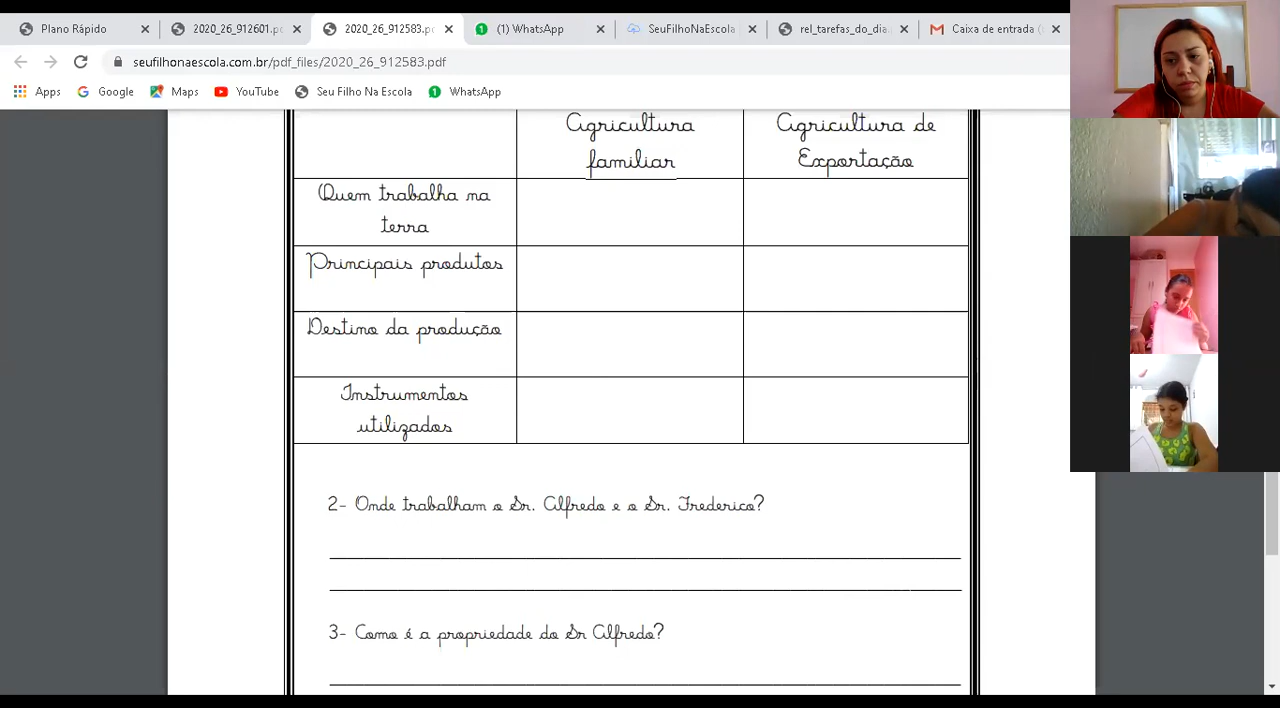 Plano Rápido
2020_26_912601.p
2020_26_912583.p
(1) WhatsApp
SeuFilhoNaEscola
rel_tarefas_do_dia.
Caixa de entrada (
seufilhonaescola.com.br/pdf_files/2020_26_912583.pdf
Apps
Google
Maps
YouTube
Seu Filho Na Escola
WhatsApp
Agricultura
familiar
Agricultura de
Exportação
Quem trabalha na
terra
Principais produtos
Destino da produção
Instrumentos
utilizados
2- Onde trabalham o Sr. Alfredo e o Sr. Frederico?
3- Como é a propriedade do Sr Alfredo?